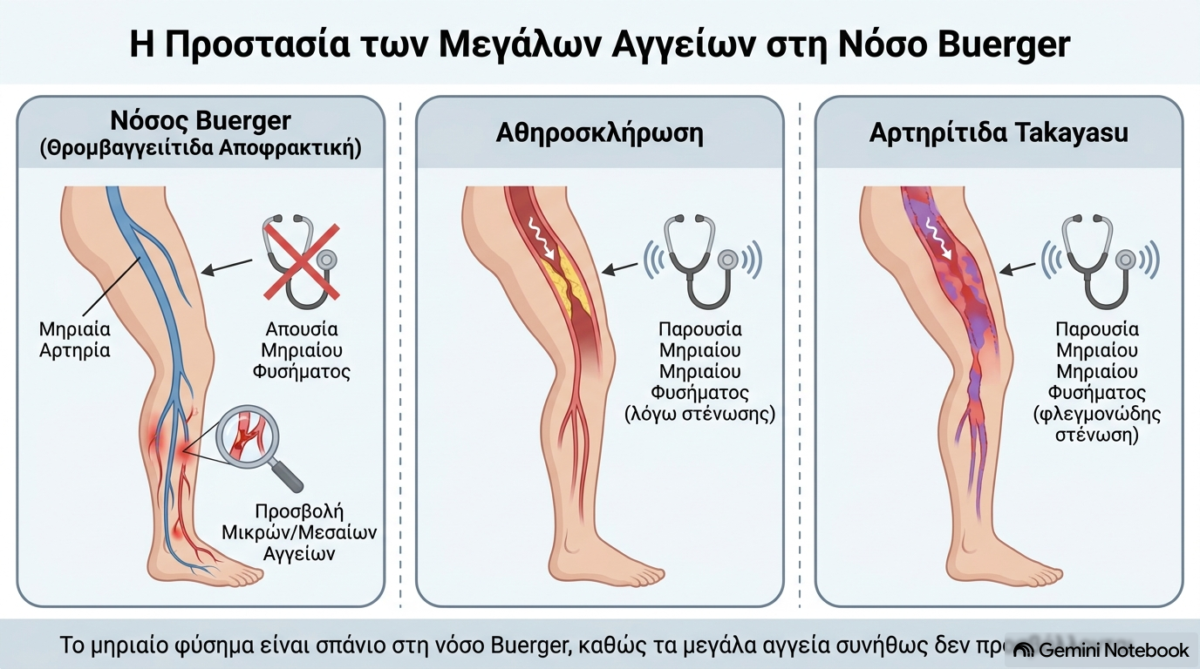 Η Προστασία των Μεγάλων Αγγείων στη Νόσο Buerger
Νόσος Buerger
(Θρομβαγγειίτιδα Αποφρακτική)
Μηριαία
Αρτηρία
Απουσία
Μηριαίου
Φυσήματος
Προσβολή
Μικρών/Μεσαίων
Αγγείων
Αθηροσκλήρωση
Παρουσία
Μηριαίου
Μηριαίου
Φυσήματος
(λόγω στένωσης)
Αρτηρίτιδα Takayasu
Παρουσία
Μηριαίου
Μηριαίου
Φυσήματος
(φλεγμονώδης
στένωση)
Το μηριαίο φύσημα είναι σπάνιο στη νόσο Buerger, καθώς τα μεγάλα αγγεία συνήθως δεν
Gemini Notebook